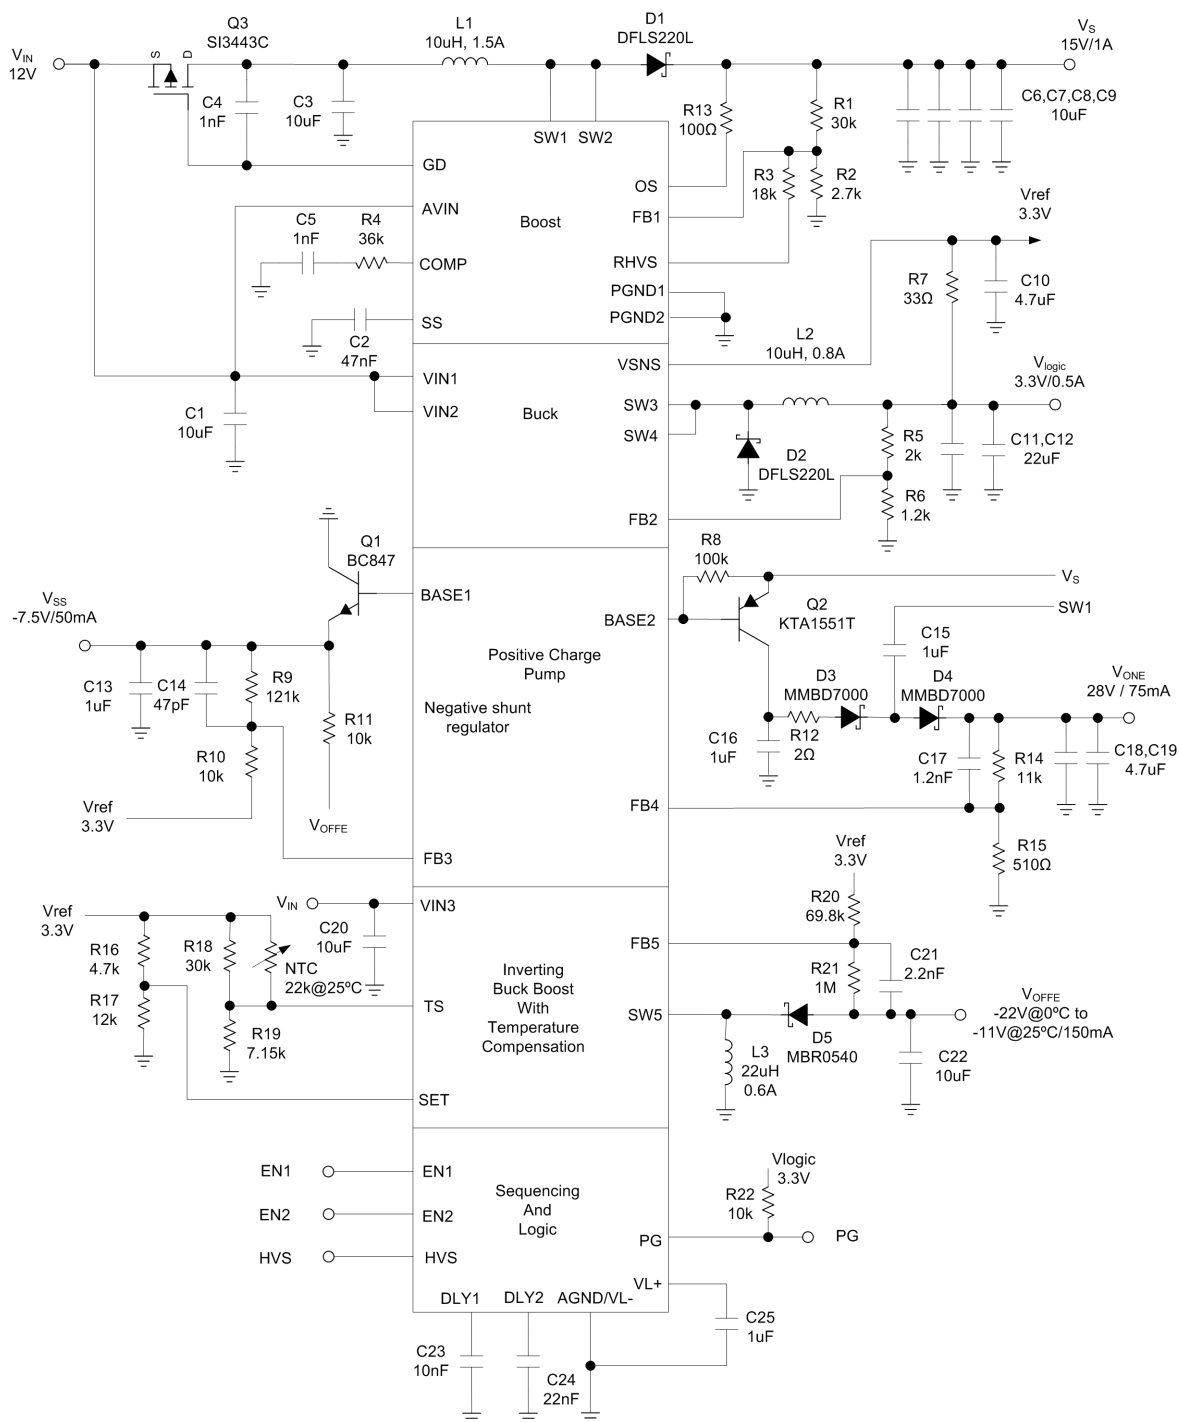 Q3
SI3443C
L1
10uH, 1.5A
D1
DFLS220L
VS
15V/1A
VIN
12V
S
D
C4
1nF
C3
10uF
SW1
SW2
R13
100Ω
R1
30k
C6,C7,C8,C9
10uF
GD
OS
R3
18k
R2
2.7k
AVIN
FB1
Boost
C5
1nF
R4
36k
COMP
RHVS
Vref
3.3V
R7
33Ω
C10
4.7uF
PGND1
PGND2
SS
C2
47nF
L2
10uH, 0.8A
VSNS
VIN1
VIN2
Buck
SW3
SW4
Vlogic
3.3V/0.5A
C1
10uF
D2
DFLS220L
R5
2k
C11,C12
22uF
R6
1.2k
FB2
Q1
BC847
BASE1
R8
100k
VS
SW1
Q2
KTA1551T
BASE2
VSS
-7.5V/50mA
C15
1uF
Positive Charge
Pump
Negative shunt
regulator
C13
1uF
C14
47pF
R9
121k
R11
10k
R10
10k
D3
MMBD7000
D4
MMBD7000
VONE
28V / 75mA
C16
1uF
R12
2Ω
C17
1.2nF
R14
11k
C18,C19
4.7uF
Vref
3.3V
VOFFE
FB4
FB3
R15
510Ω
Vref
3.3V
VIN
VIN3
R20
69.8k
Vref
3.3V
R16
4.7k
R18
30k
NTC
22k@25ºC
C20
10uF
FB5
R21
1M
C21
2.2nF
Inverting
Buck Boost
With
Temperature
Compensation
R17
12k
R19
7.15k
TS
SW5
D5
MBR0540
VOFFE
-22V@0ºC to
-11V@25ºC/150mA
L3
22uH
0.6A
C22
10uF
SET
EN1
EN1
EN2
EN2
HVS
HVS
Sequencing
And
Logic
Vlogic
3.3V
R22
10k
PG
PG
VL+
DLY1
DLY2
AGND/VL-
C25
1uF
C23
10nF
C24
22nF